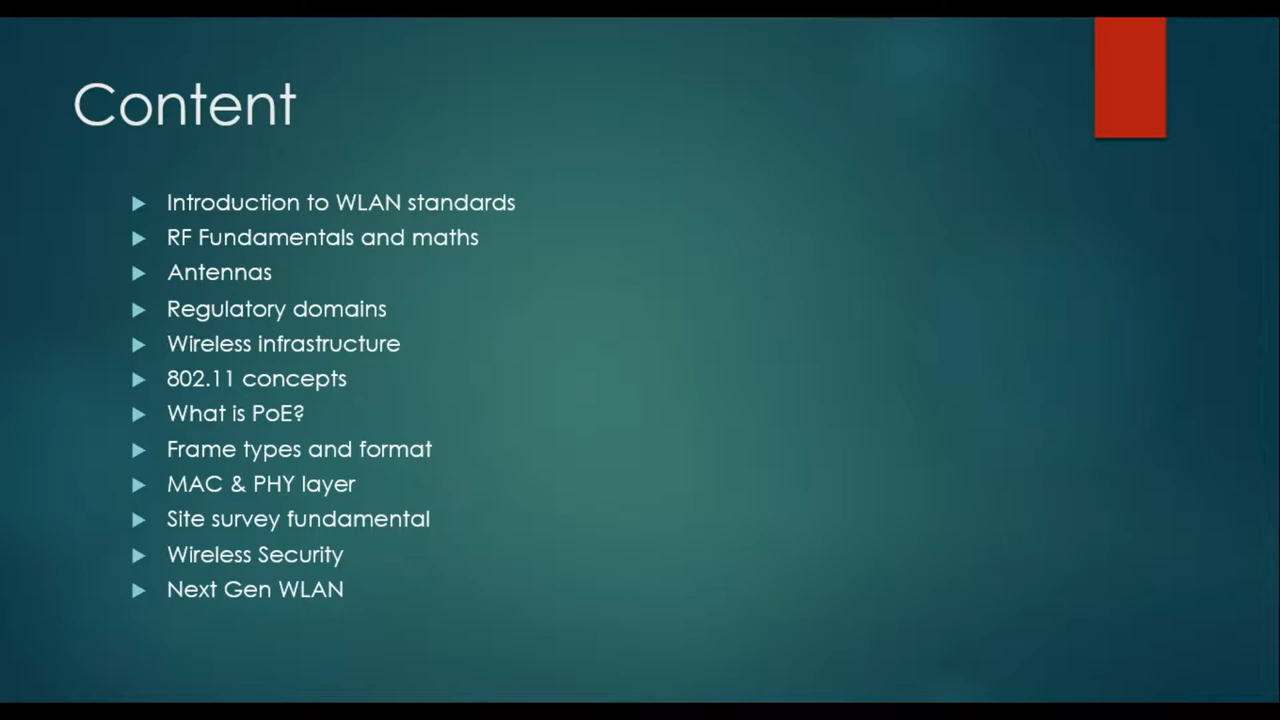 Content
Introduction to WLAN standards
RF Fundamentals and maths
Antennas
Regulatory domains
Wireless infrastructure
802.11 concepts
What is PoE?
Frame types and format
MAC & PHY layer
Site survey fundamental
Wireless Security
Next Gen WLAN